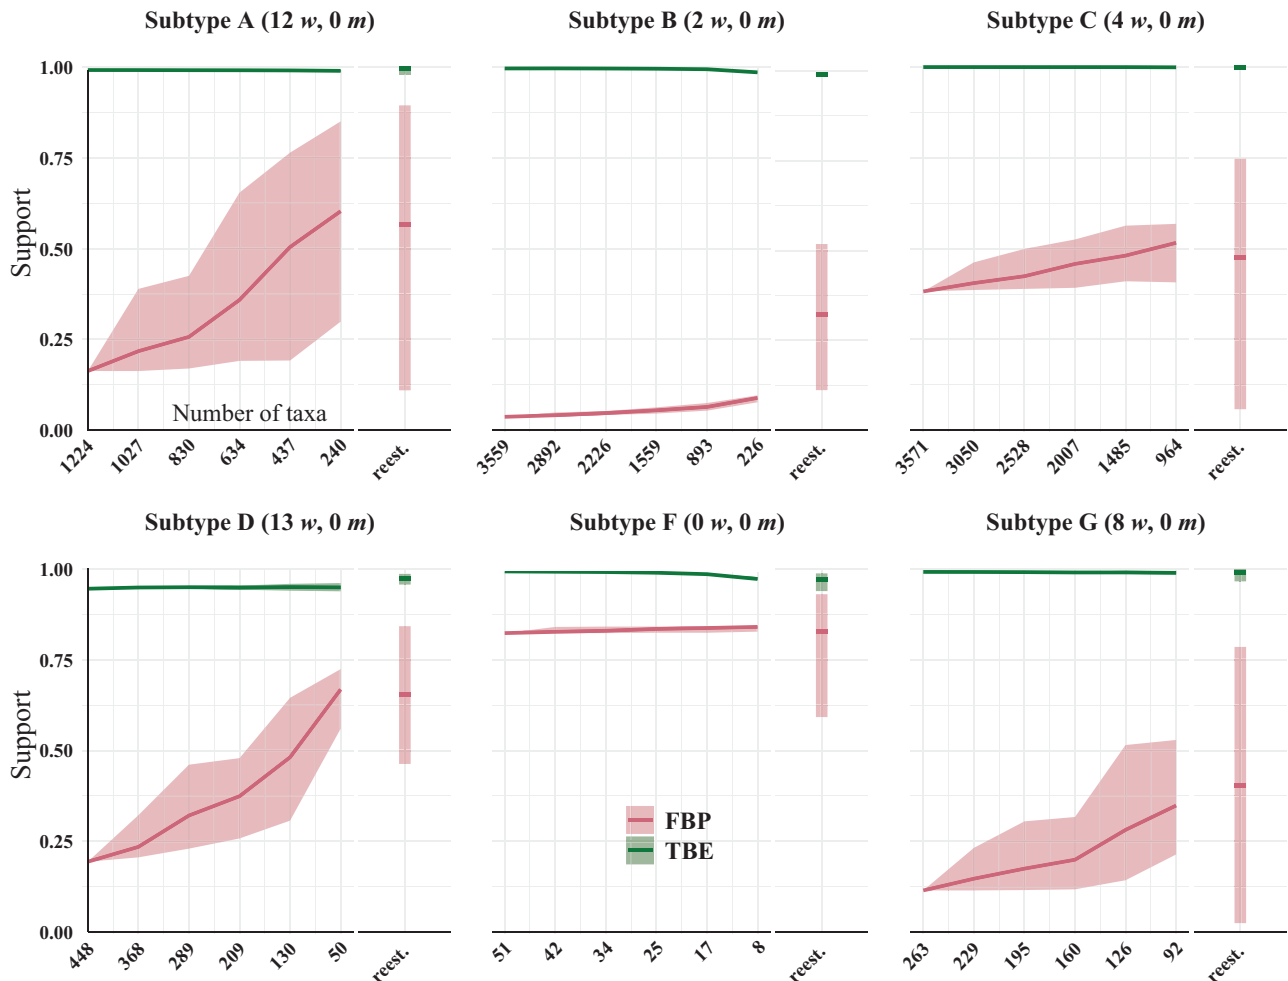 Subtype A (12 w, 0 m)
Subtype B (2 w, 0 m)
Subtype C (4 w, 0 m)
Support
1.00
0.75
0.50
0.25
0.00
Number of taxa
1224 1027 830 634 437 240 reest.
3559 2892 2226 1559 893 226 reest.
3571 3050 2528 2007 1485 964 reest.
Subtype D (13 w, 0 m)
Subtype F (0 w, 0 m)
Subtype G (8 w, 0 m)
Support
1.00
0.75
0.50
0.25
0.00
FBP
TBE
448 368 289 209 130 50 reest.
51 42 34 25 17 8 reest.
263 229 195 160 126 92 reest.